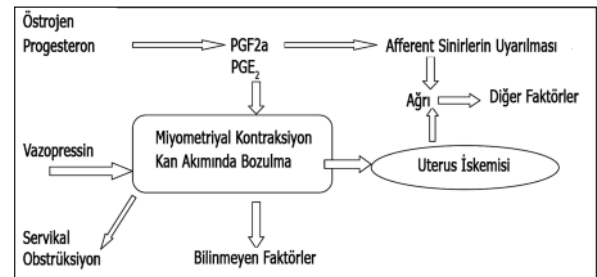 Östrojen
Progesteron
PGF2a
PGE2
Afferent Sinirlerin Uyarılması
Ağrı
Diğer Faktörler
Miyometriyal Kontraksiyon
Kan Akımında Bozulma
Vazopressin
Uterus İskemisi
Servikal
Obstrüksiyon
Bilinmeyen Faktörler